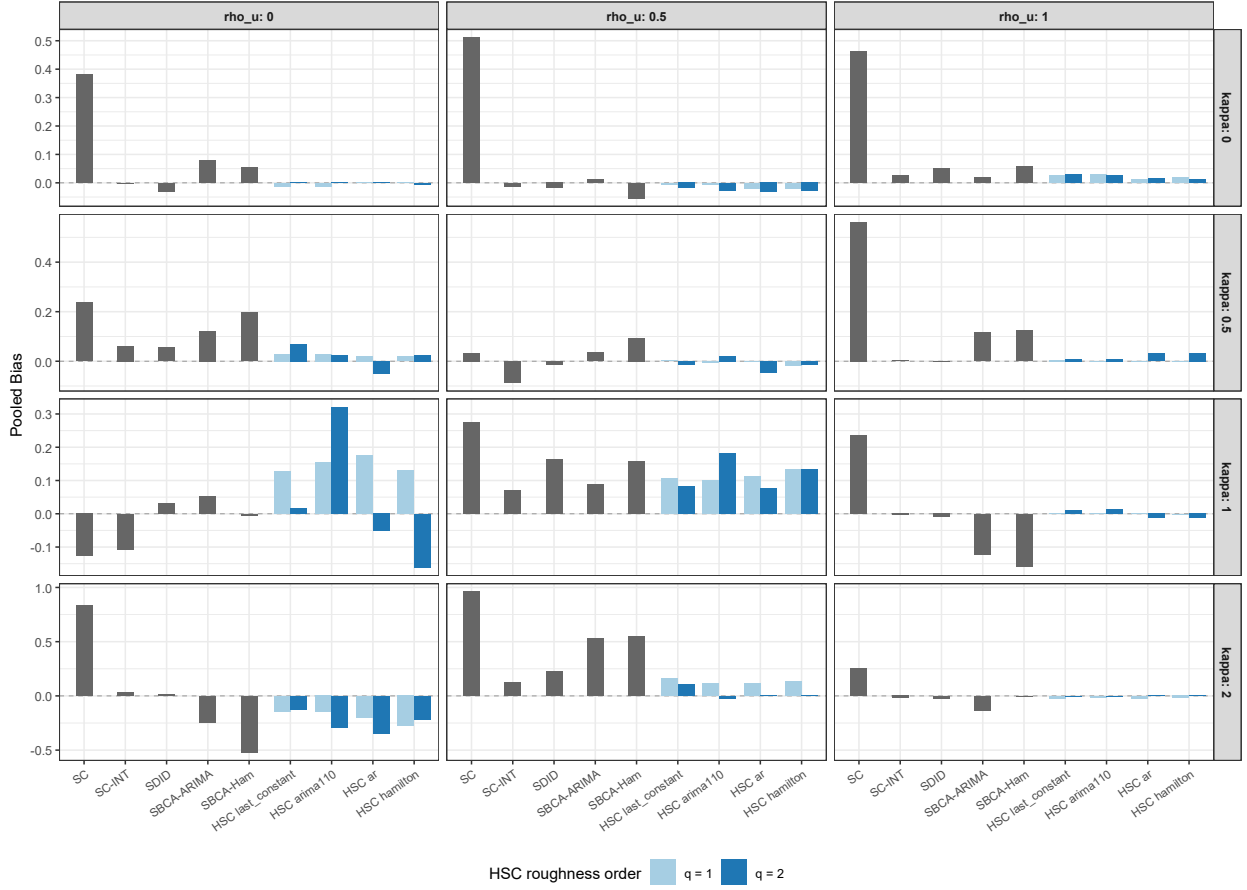 rho_u: 0
rho_u: 0.5
rho_u: 1
0.5
0.4
0.3
0.2
0.1
0.0
kappa: 0
0.4
0.2
0.0
kappa: 0.5
Pooled Bias
0.3
0.2
0.1
0.0
-0.1
kappa: 1
1.0
0.5
0.0
-0.5
kappa: 2
SC
SC-INT
SDID
SBCA-ARIMA
SBCA-Ham
HSC last_constant
HSC arima110
HSC ar
HSC hamilton
SC
SC-INT
SDID
SBCA-ARIMA
SBCA-Ham
HSC last_constant
HSC arima110
HSC ar
HSC hamilton
SC
SC-INT
SDID
SBCA-ARIMA
SBCA-Ham
HSC last_constant
HSC arima110
HSC ar
HSC hamilton
HSC roughness order
q = 1
q = 2